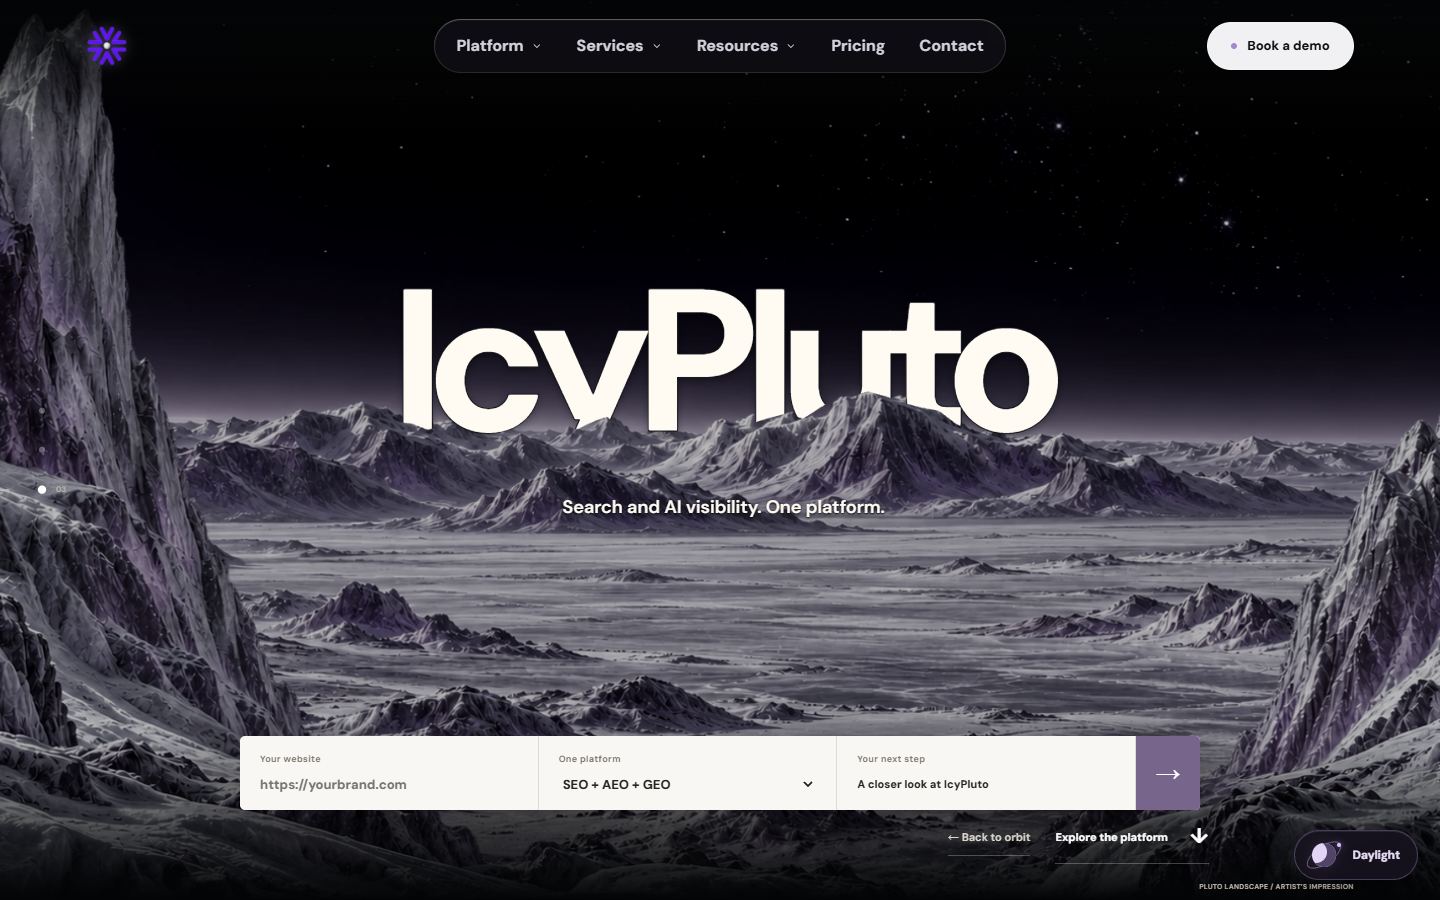 Platform
Services
Resources
Pricing
Contact
Book a demo
IcyPluto
03
Search and AI visibility. One platform.
Your website
https://yourbrand.com
One platform
SEO + AEO + GEO
Your next step
A closer look at IcyPluto
→
← Back to orbit
Explore the platform
Daylight
PLUTO LANDSCAPE / ARTIST'S IMPRESSION